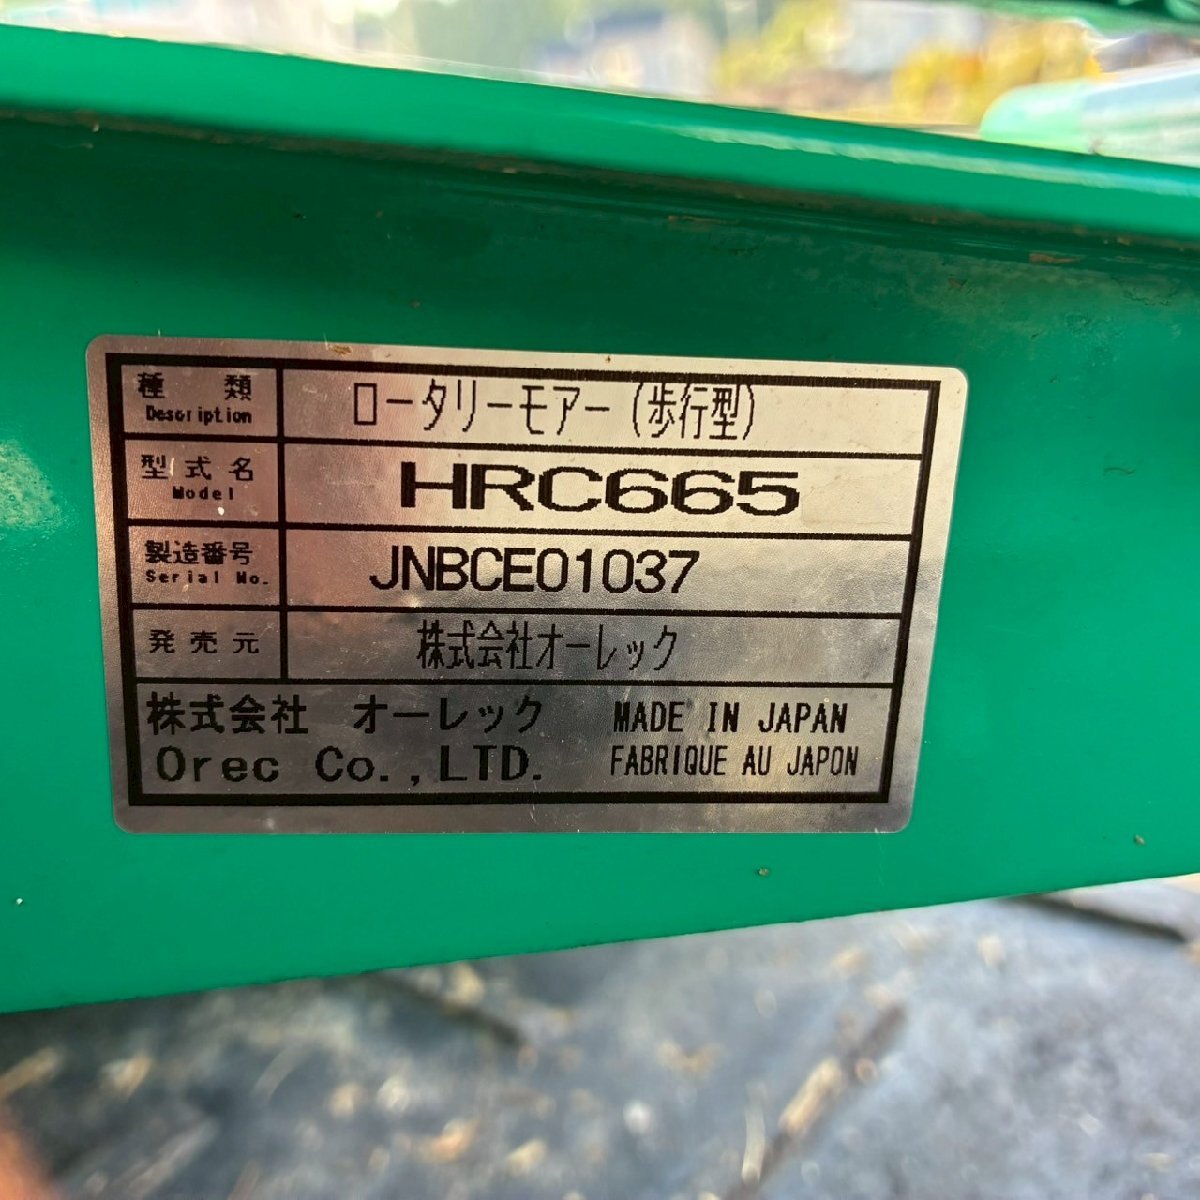 種類 ロータリーモアー(歩行型)
Description
型式名 HRC665
Model
製造番号 JNBCE01037
Serial No.
発売元 株式会社オーレック
株式会社 オーレック MADE IN JAPAN
Orec Co.,LTD. FABRIQUE AU JAPON